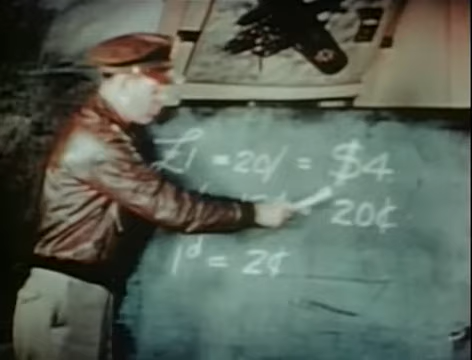 £1 = 20/ = $4
20¢
1ᵈ = 2¢